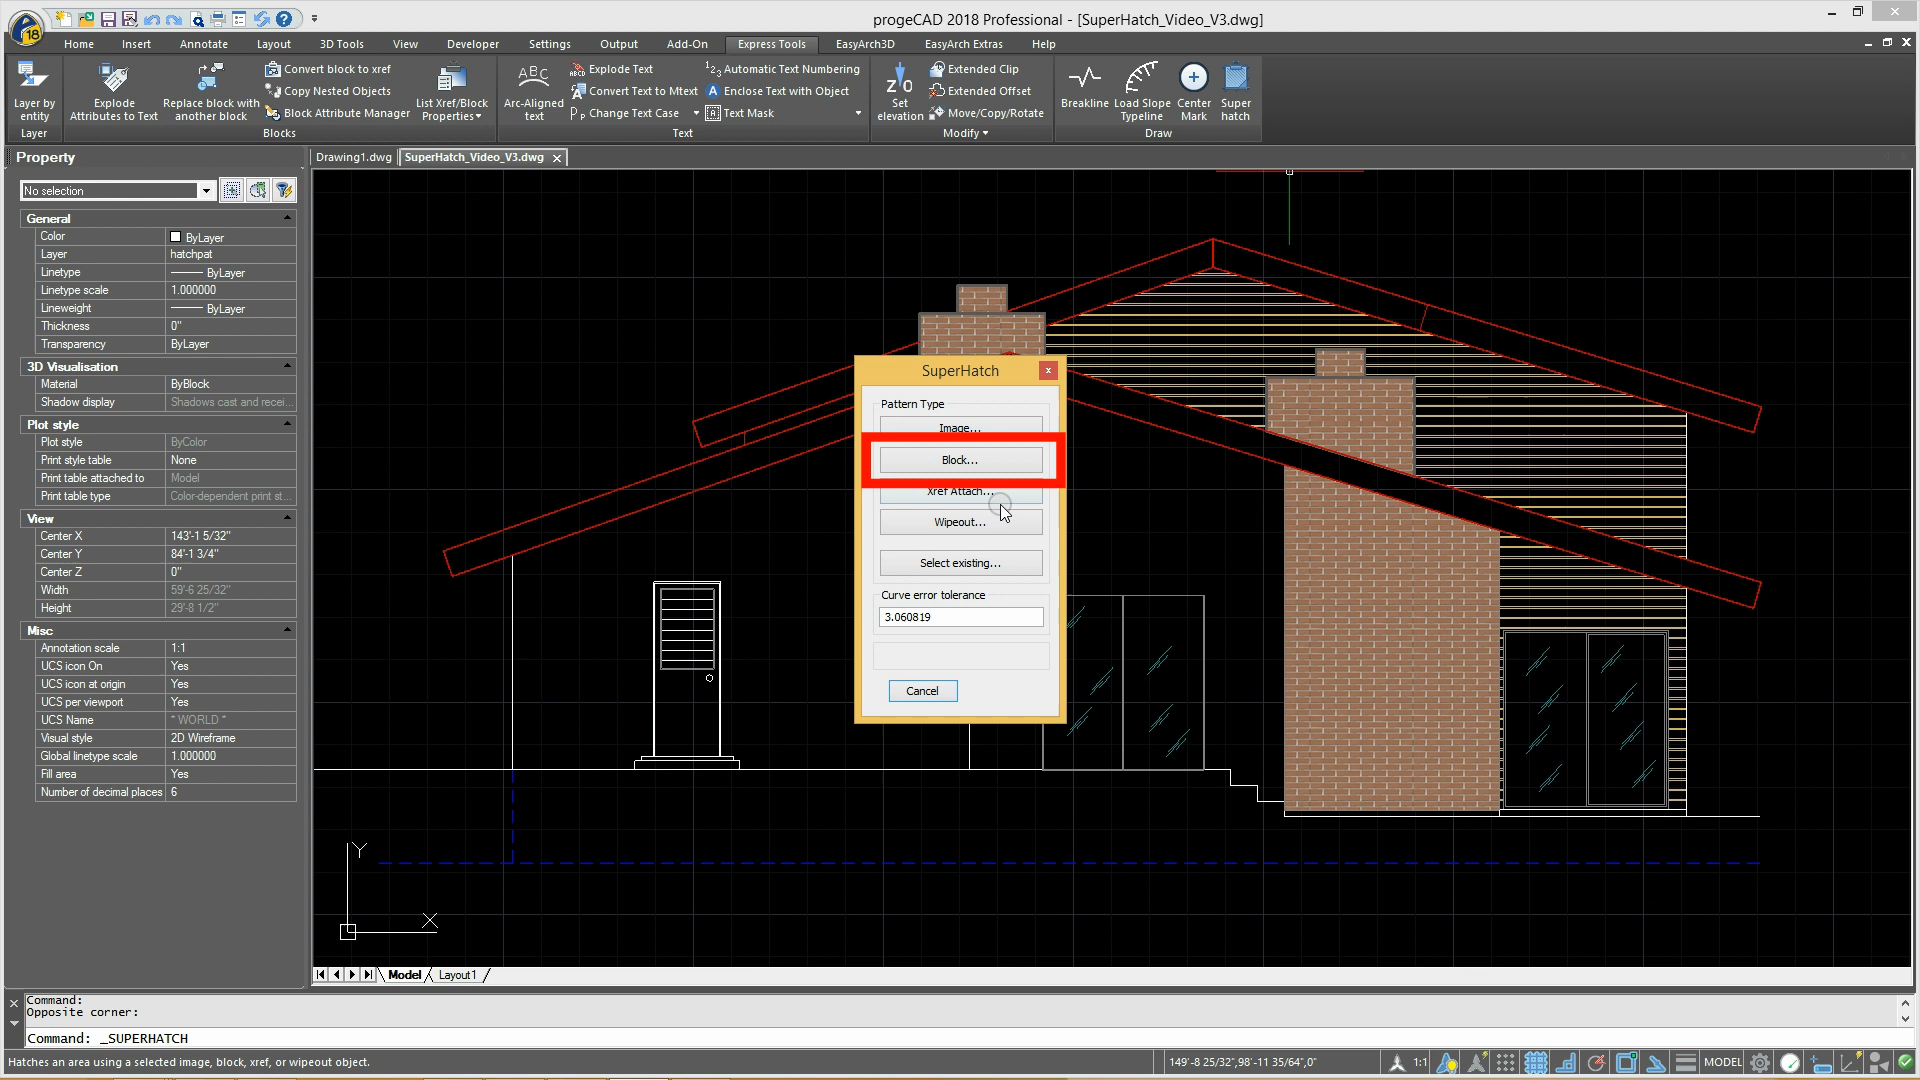 progeCAD 2018 Professional - [SuperHatch_Video_V3.dwg]
18
Home Insert Annotate Layout 3D Tools View Developer Settings Output Add-On Express Tools EasyArch3D EasyArch Extras Help
Layer by entity
Layer
Explode Attributes to Text
Replace block with another block
Convert block to xref
Copy Nested Objects
Block Attribute Manager
List Xref/Block Properties
Blocks
ABC
Arc-Aligned text
Explode Text
Convert Text to Mtext
Change Text Case
Automatic Text Numbering
Enclose Text with Object
Text Mask
Text
Set elevation
Extended Clip
Extended Offset
Move/Copy/Rotate
Modify
Breakline
Load Slope Typeline
Center Mark
Super hatch
Draw
Property
Drawing1.dwg
SuperHatch_Video_V3.dwg
No selection
General
Color ByLayer
Layer hatchpat
Linetype ByLayer
Linetype scale 1.000000
Lineweight ByLayer
Thickness 0"
Transparency ByLayer
3D Visualisation
Material ByBlock
Shadow display Shadows cast and recei...
Plot style
Plot style ByColor
Print style table None
Print table attached to Model
Print table type Color-dependent print st...
View
Center X 143'-1 5/32"
Center Y 84'-1 3/4"
Center Z 0"
Width 59'-6 25/32"
Height 29'-8 1/2"
Misc
Annotation scale 1:1
UCS icon On Yes
UCS icon at origin Yes
UCS per viewport Yes
UCS Name * WORLD *
Visual style 2D Wireframe
Global linetype scale 1.000000
Fill area Yes
Number of decimal places 6
SuperHatch
Pattern Type
Image...
Block...
Xref Attach...
Wipeout...
Select existing...
Curve error tolerance
3.060819
Cancel
Y
X
Model Layout1
Command:
Opposite corner:
Command: _SUPERHATCH
Hatches an area using a selected image, block, xref, or wipeout object.
149'-8 25/32",98'-11 35/64",0"
1:1
MODEL